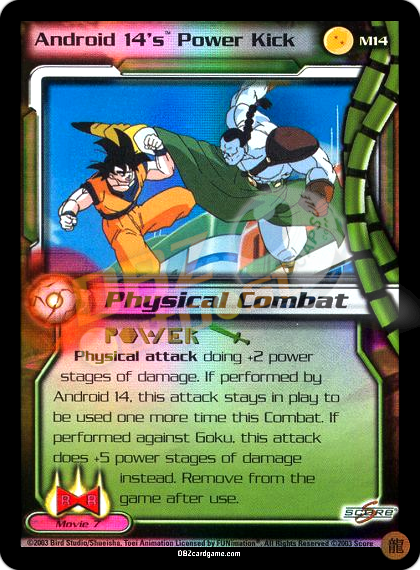 Android 14's™ Power Kick
M14
Physical Combat
POWER
Physical attack doing +2 power
stages of damage. If performed by
Android 14, this attack stays in play to
be used one more time this Combat. If
performed against Goku, this attack
does +5 power stages of damage
instead. Remove from the
game after use.
R R
Movie 7
SCORE
龍
©2003 Bird Studio/Shueisha, Toei Animation Licensed by FUNimation®. All Rights Reserved ©2003 Score
DBZcardgame.com